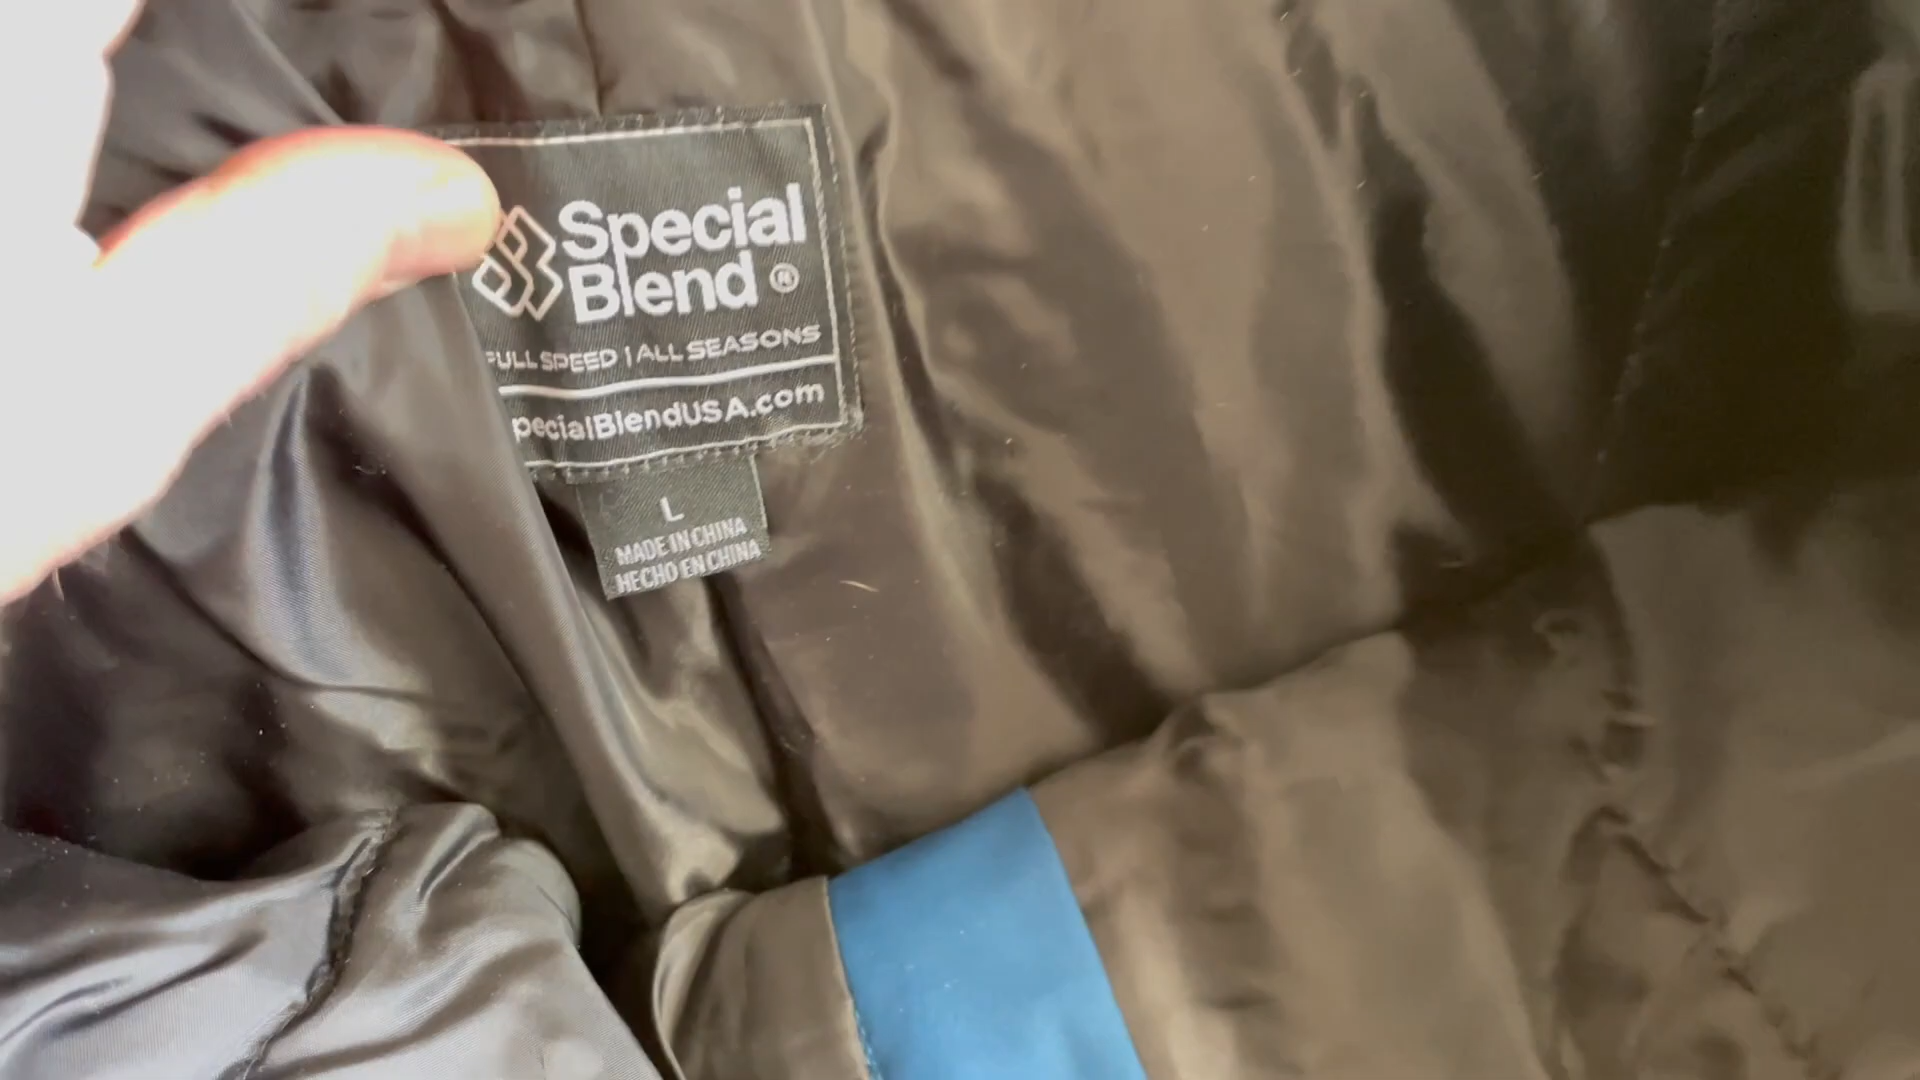 Special
Blend ®
FULL SPEED | ALL SEASONS
pecialBlendUSA.com
L
MADE IN CHINA
HECHO EN CHINA